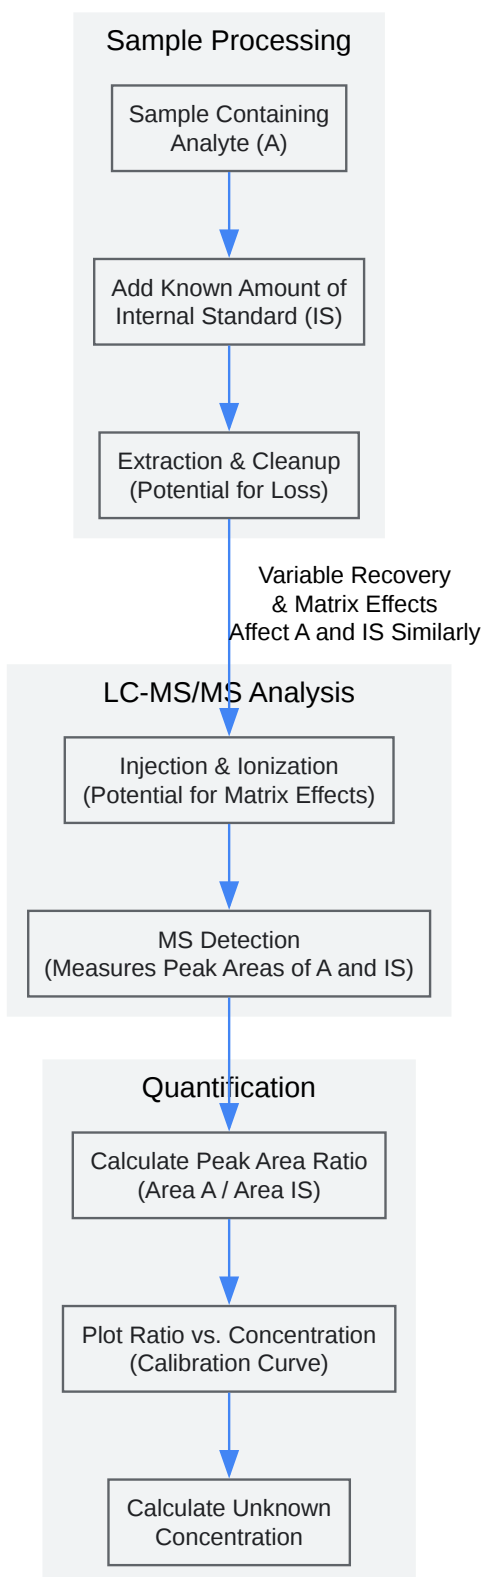 Sample Processing
Sample Containing
Analyte (A)
Add Known Amount of
Internal Standard (IS)
Extraction & Cleanup
(Potential for Loss)
Variable Recovery
& Matrix Effects
Affect A and IS Similarly
LC-MS/MS Analysis
Injection & Ionization
(Potential for Matrix Effects)
MS Detection
(Measures Peak Areas of A and IS)
Quantification
Calculate Peak Area Ratio
(Area A / Area IS)
Plot Ratio vs. Concentration
(Calibration Curve)
Calculate Unknown
Concentration